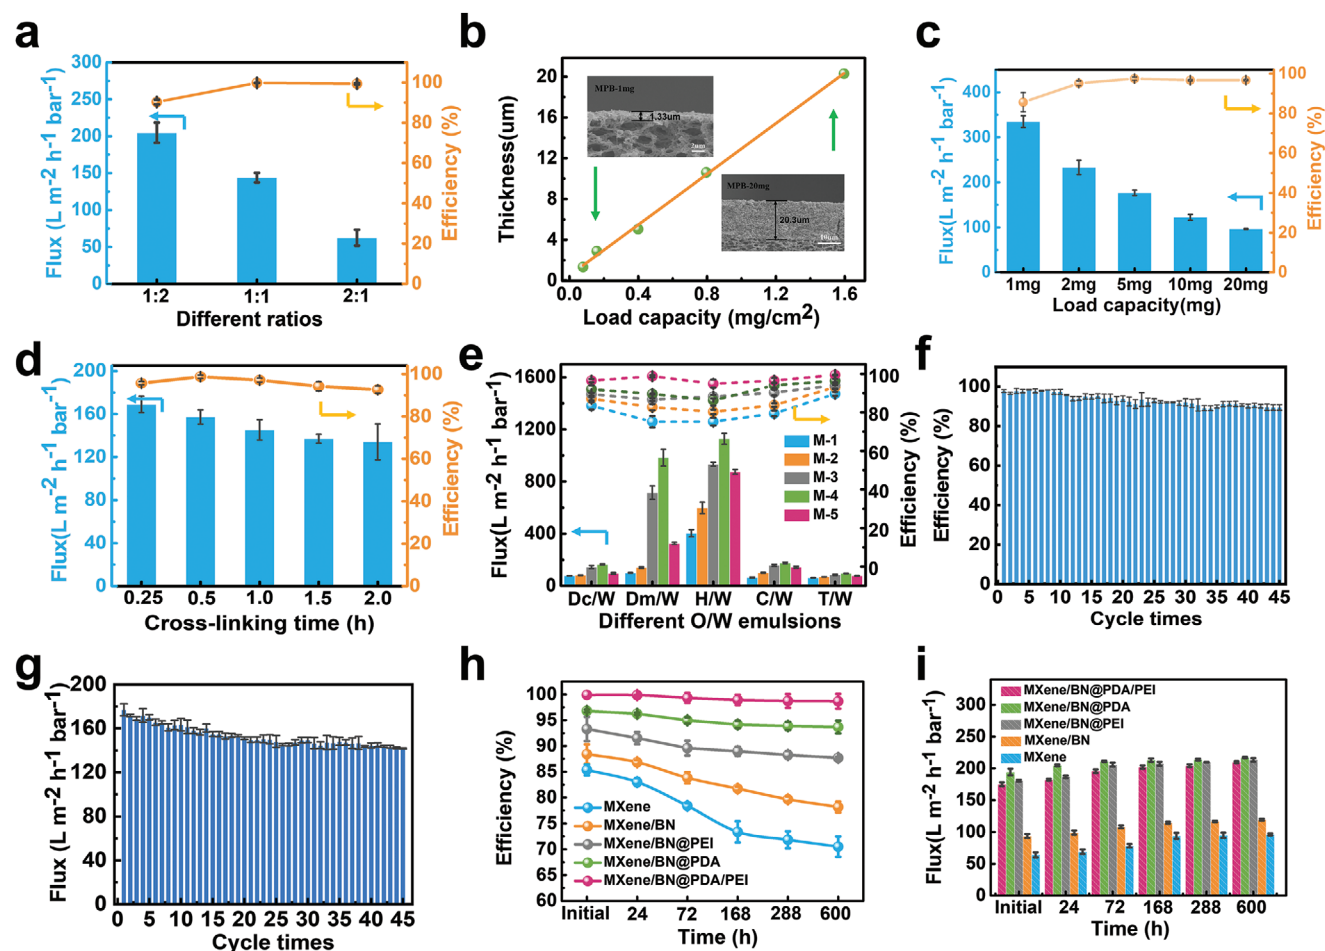 a
Flux (L m-2 h-1 bar-1)
300
250
200
150
100
50
0
100
80
60
40
20
0
Efficiency (%)
1:2
1:1
2:1
Different ratios
b
Thickness(um)
20
16
12
8
4
0
MPB-1mg
1.33um
2um
MPB-20mg
20.3um
10um
0.0
0.4
0.8
1.2
1.6
Load capacity (mg/cm2)
c
Flux(L m-2 h-1 bar-1)
400
300
200
100
0
100
80
60
40
20
0
Efficiency (%)
1mg
2mg
5mg
10mg
20mg
Load capacity(mg)
d
Flux(L m-2 h-1 bar-1)
200
160
120
80
40
0
100
80
60
40
20
0
Efficiency (%)
0.25
0.5
1.0
1.5
2.0
Cross-linking time (h)
e
Flux(L m-2 h-1 bar-1)
1600
1200
800
400
0
100
80
60
40
20
0
Efficiency (%)
M-1
M-2
M-3
M-4
M-5
Dc/W
Dm/W
H/W
C/W
T/W
Different O/W emulsions
f
Efficiency (%)
100
80
60
40
20
0
0
5
10
15
20
25
30
35
40
45
Cycle times
g
Flux (L m-2 h-1 bar-1)
200
160
120
80
40
0
0
5
10
15
20
25
30
35
40
45
Cycle times
h
Efficiency (%)
100
95
90
85
80
75
70
65
60
MXene
MXene/BN
MXene/BN@PEI
MXene/BN@PDA
MXene/BN@PDA/PEI
Initial
24
72
168
288
600
Time (h)
i
Flux(L m-2 h-1 bar-1)
300
250
200
150
100
50
0
MXene/BN@PDA/PEI
MXene/BN@PDA
MXene/BN@PEI
MXene/BN
MXene
Initial
24
72
168
288
600
Time (h)